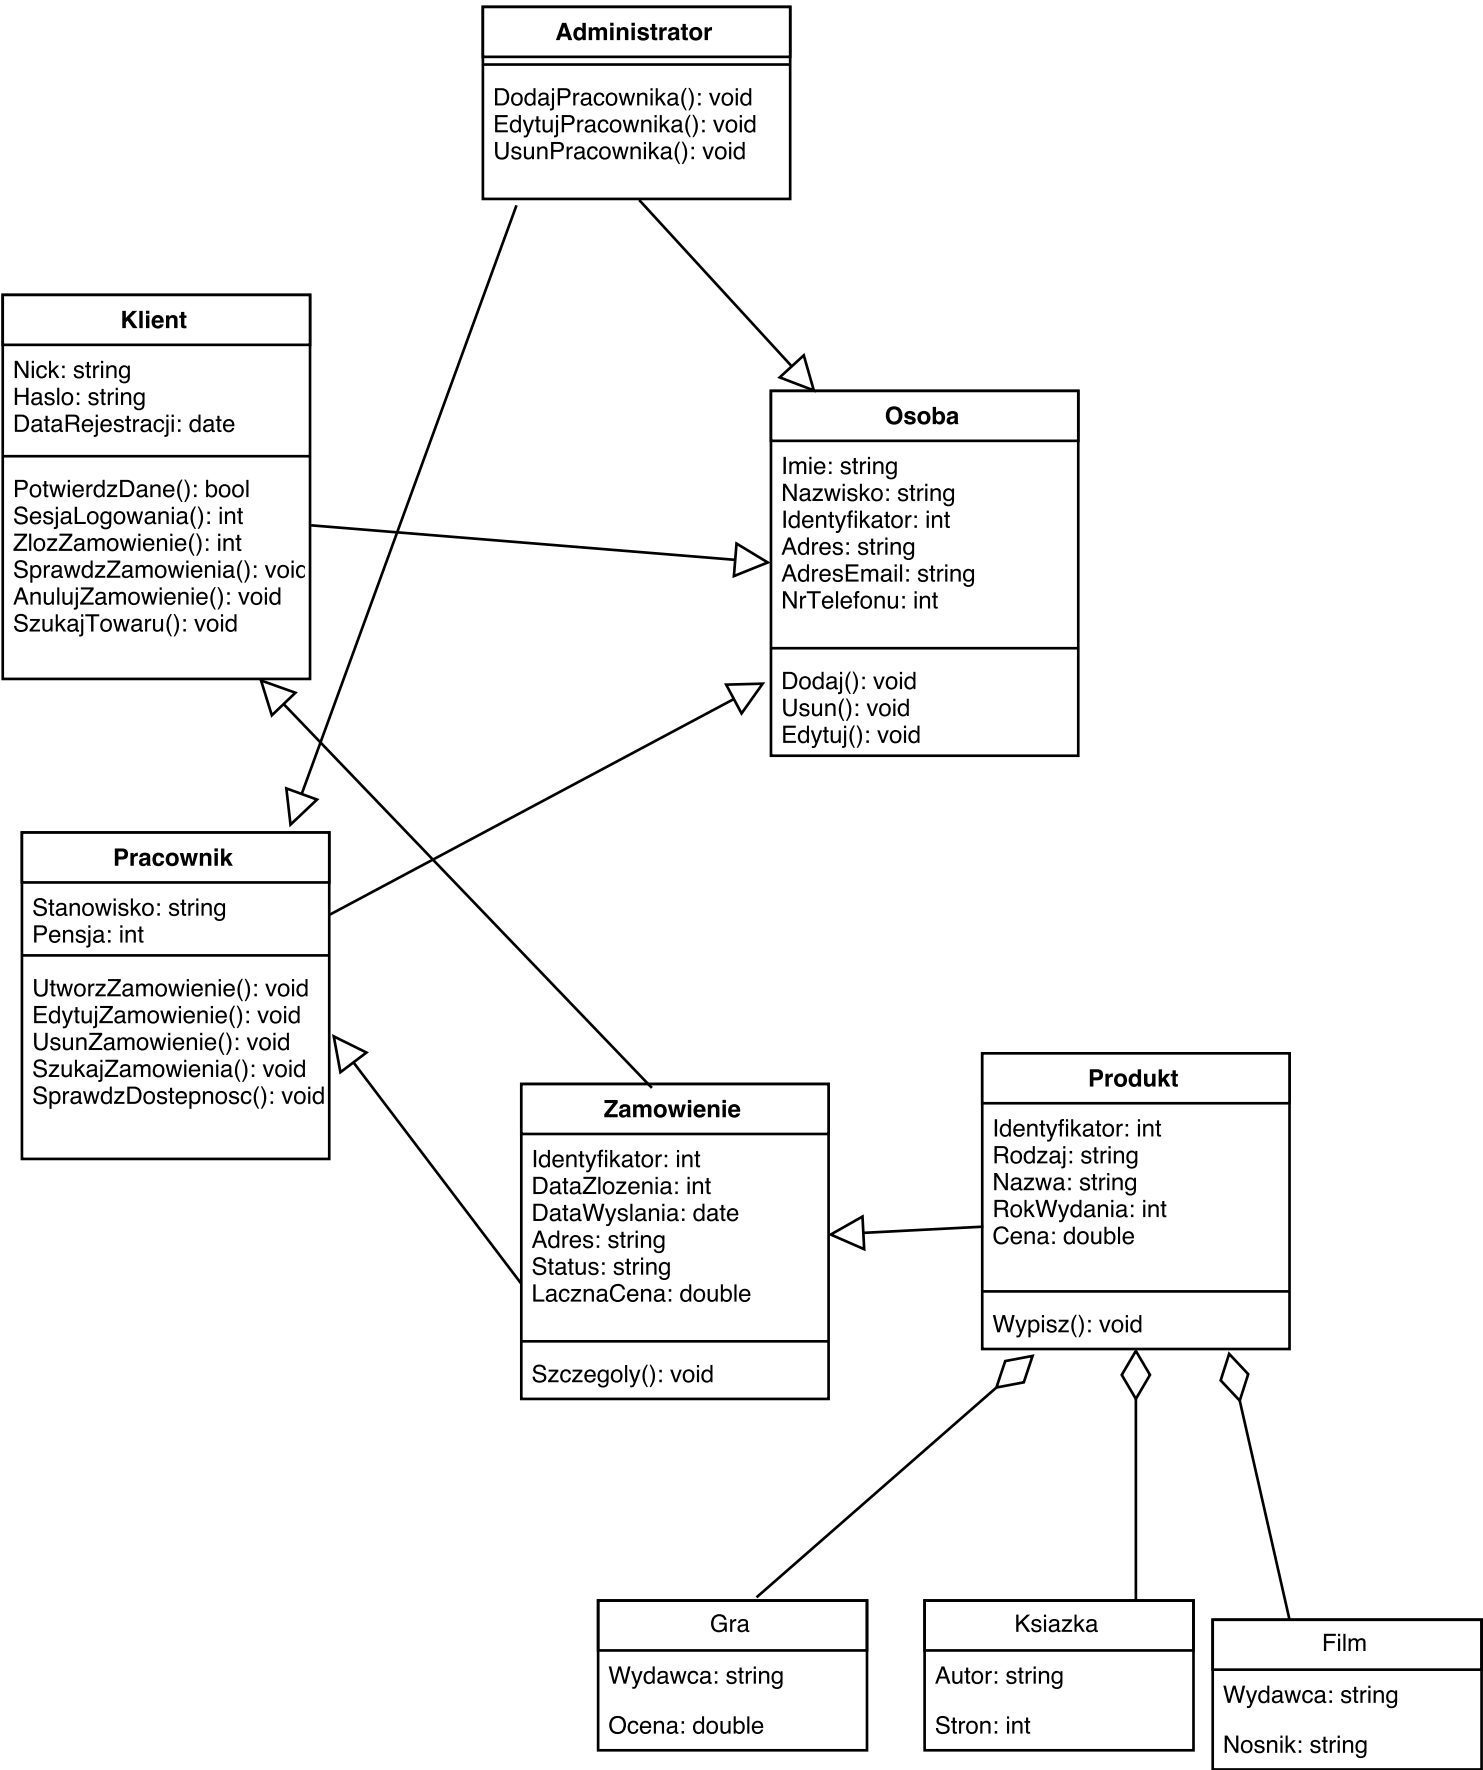 Administrator
DodajPracownika(): void
EdytujPracownika(): void
UsunPracownika(): void
Klient
Nick: string
Haslo: string
DataRejestracji: date
PotwierdzDane(): bool
SesjaLogowania(): int
ZlozZamowienie(): int
SprawdzZamowienia(): void
AnulujZamowienie(): void
SzukajTowaru(): void
Osoba
Imie: string
Nazwisko: string
Identyfikator: int
Adres: string
AdresEmail: string
NrTelefonu: int
Dodaj(): void
Usun(): void
Edytuj(): void
Pracownik
Stanowisko: string
Pensja: int
UtworzZamowienie(): void
EdytujZamowienie(): void
UsunZamowienie(): void
SzukajZamowienia(): void
SprawdzDostepnosc(): void
Zamowienie
Identyfikator: int
DataZlozenia: int
DataWyslania: date
Adres: string
Status: string
LacznaCena: double
Szczegoly(): void
Produkt
Identyfikator: int
Rodzaj: string
Nazwa: string
RokWydania: int
Cena: double
Wypisz(): void
Gra
Wydawca: string
Ocena: double
Ksiazka
Autor: string
Stron: int
Film
Wydawca: string
Nosnik: string